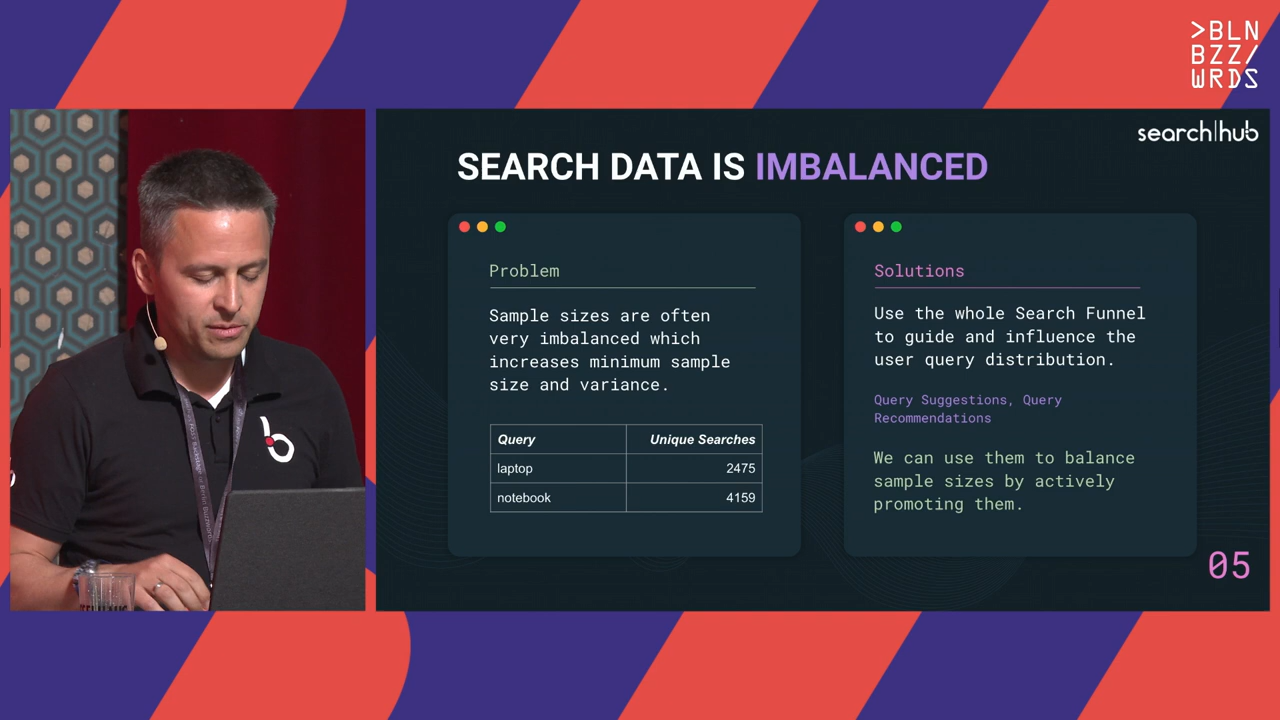 >BLN
BZZ/
WRDS
search|hub
SEARCH DATA IS IMBALANCED
Problem
Sample sizes are often
very imbalanced which
increases minimum sample
size and variance.
Query Unique Searches
laptop 2475
notebook 4159
Solutions
Use the whole Search Funnel
to guide and influence the
user query distribution.
Query Suggestions, Query
Recommendations
We can use them to balance
sample sizes by actively
promoting them.
05